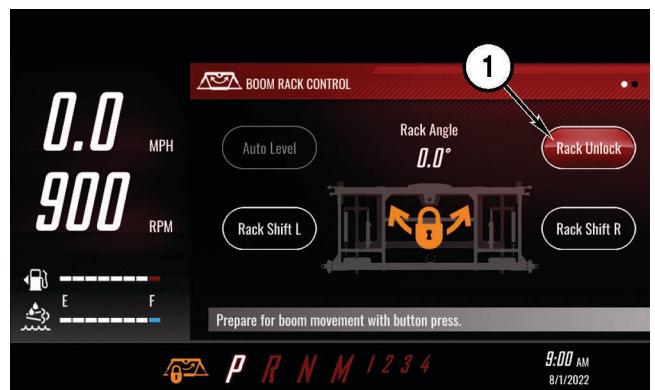 BOOM RACK CONTROL
1
0.0 MPH
Auto Level
Rack Angle
0.0°
Rack Unlock
900 RPM
Rack Shift L
Rack Shift R
E F
Prepare for boom movement with button press.
P R N M 1 2 3 4
9:00 AM
8/1/2022